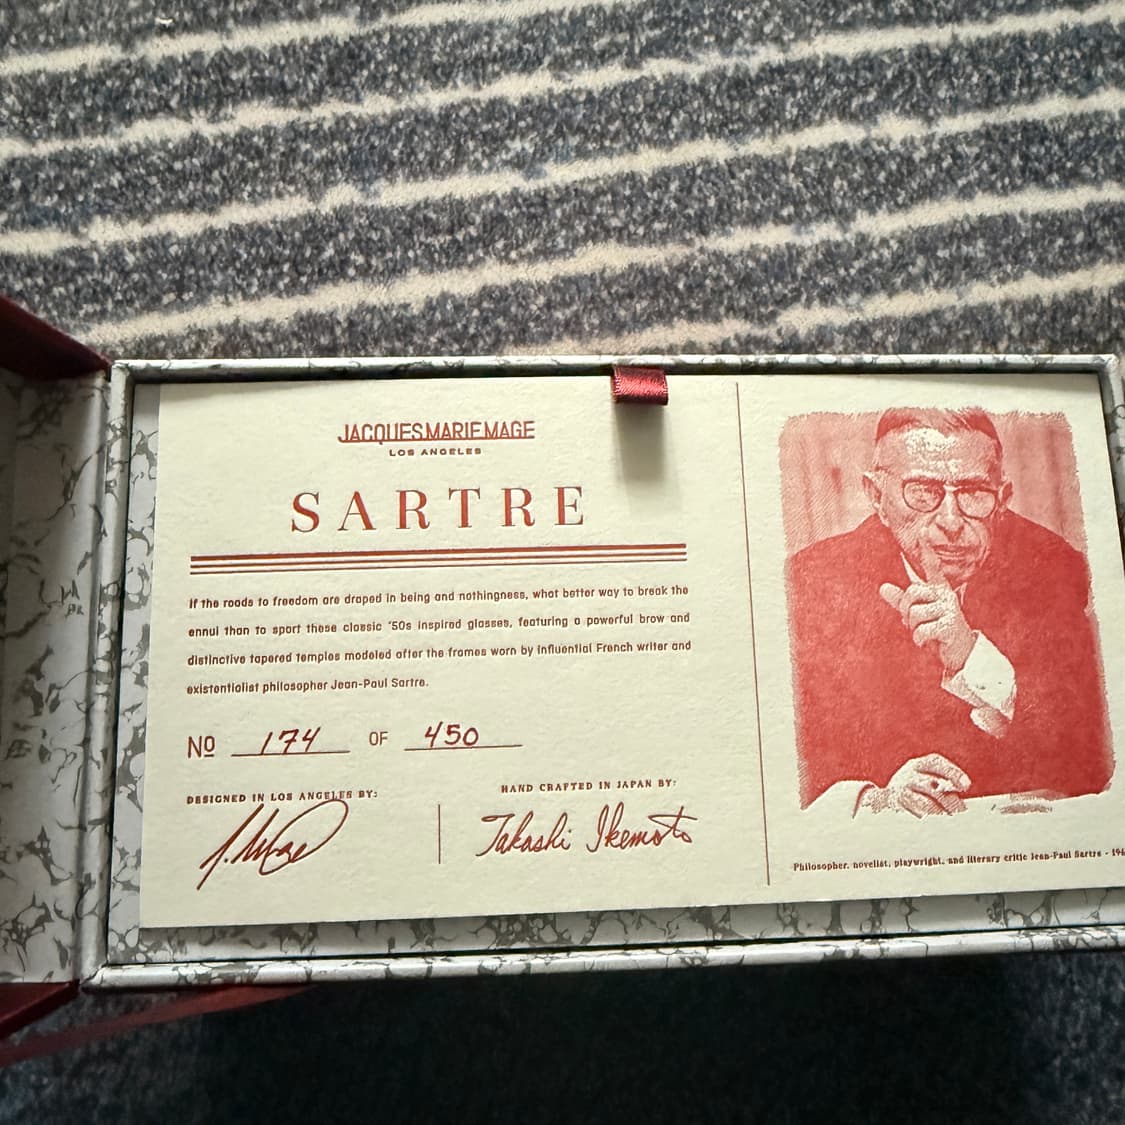 JACQUESMARIEMAGE
LOS ANGELES
SARTRE
If the roads to freedom are draped in being and nothingness, what better way to break the
ennui than to sport these classic '50s inspired glasses, featuring a powerful brow and
distinctive tapered temples modeled after the frames worn by influential French writer and
existentialist philosopher Jean-Paul Sartre.
Nº 174 OF 450
DESIGNED IN LOS ANGELES BY:
J. Mage
HAND CRAFTED IN JAPAN BY:
Takashi Ikemoto
Philosopher, novelist, playwright, and literary critic Jean-Paul Sartre - 196